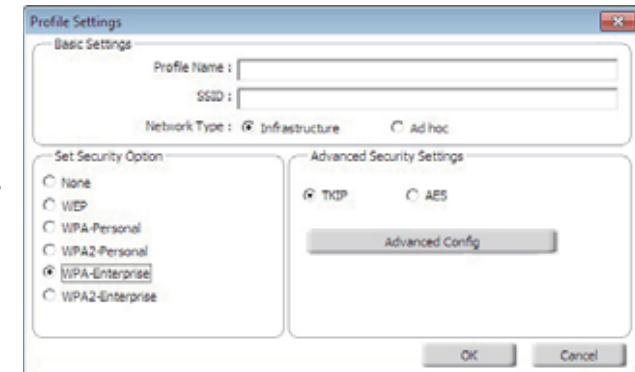 Profile Settings
Basic Settings
Profile Name :
SSID :
Network Type : Infrastructure Ad hoc
Set Security Option
None
WEP
WPA-Personal
WPA2-Personal
WPA-Enterprise
WPA2-Enterprise
Advanced Security Settings
TKIP AES
Advanced Config
OK Cancel